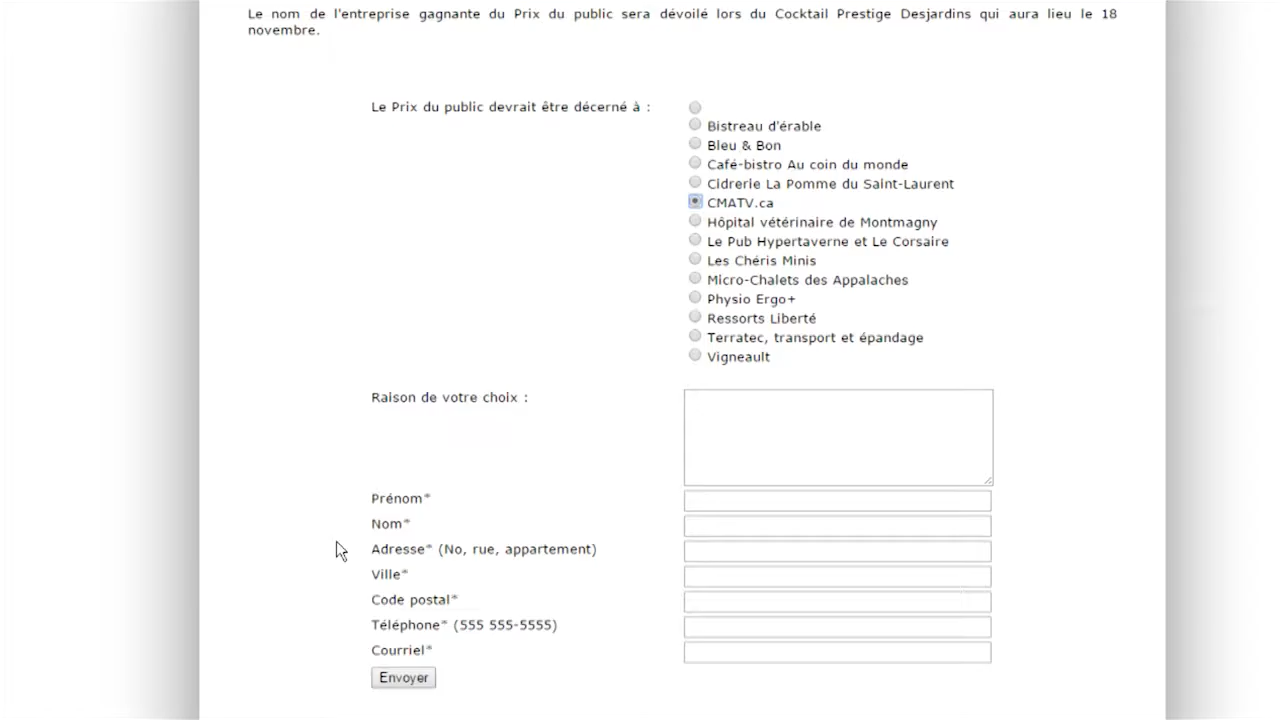 Le nom de l'entreprise gagnante du Prix du public sera dévoilé lors du Cocktail Prestige Desjardins qui aura lieu le 18
novembre.
Le Prix du public devrait être décerné à :
Bistreau d'érable
Bleu & Bon
Café-bistro Au coin du monde
Cidrerie La Pomme du Saint-Laurent
CMATV.ca
Hôpital vétérinaire de Montmagny
Le Pub Hypertaverne et Le Corsaire
Les Chéris Minis
Micro-Chalets des Appalaches
Physio Ergo+
Ressorts Liberté
Terratec, transport et épandage
Vigneault
Raison de votre choix :
Prénom*
Nom*
Adresse* (No, rue, appartement)
Ville*
Code postal*
Téléphone* (555 555-5555)
Courriel*
Envoyer